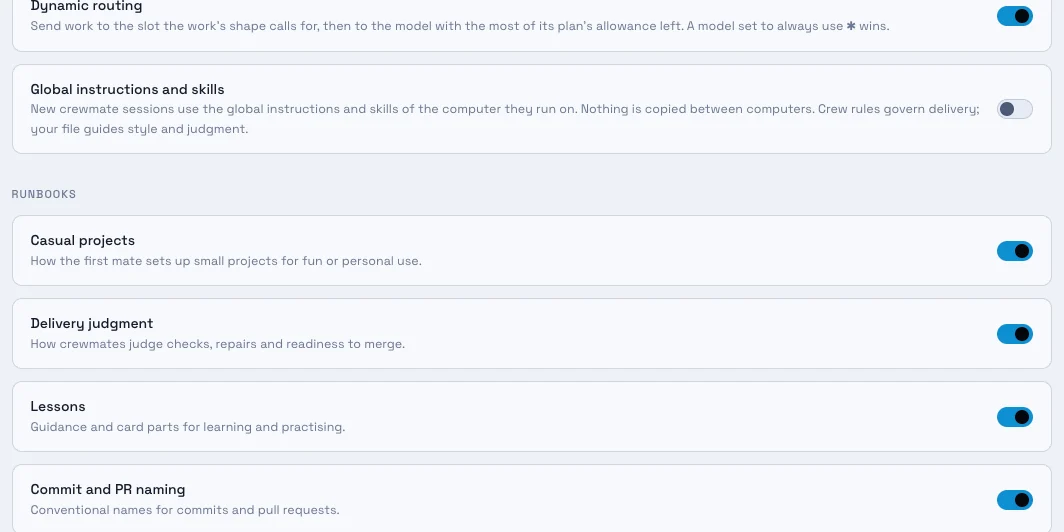 Dynamic routing
Send work to the slot the work's shape calls for, then to the model with the most of its plan's allowance left. A model set to always use ✱ wins.
Global instructions and skills
New crewmate sessions use the global instructions and skills of the computer they run on. Nothing is copied between computers. Crew rules govern delivery;
your file guides style and judgment.
RUNBOOKS
Casual projects
How the first mate sets up small projects for fun or personal use.
Delivery judgment
How crewmates judge checks, repairs and readiness to merge.
Lessons
Guidance and card parts for learning and practising.
Commit and PR naming
Conventional names for commits and pull requests.